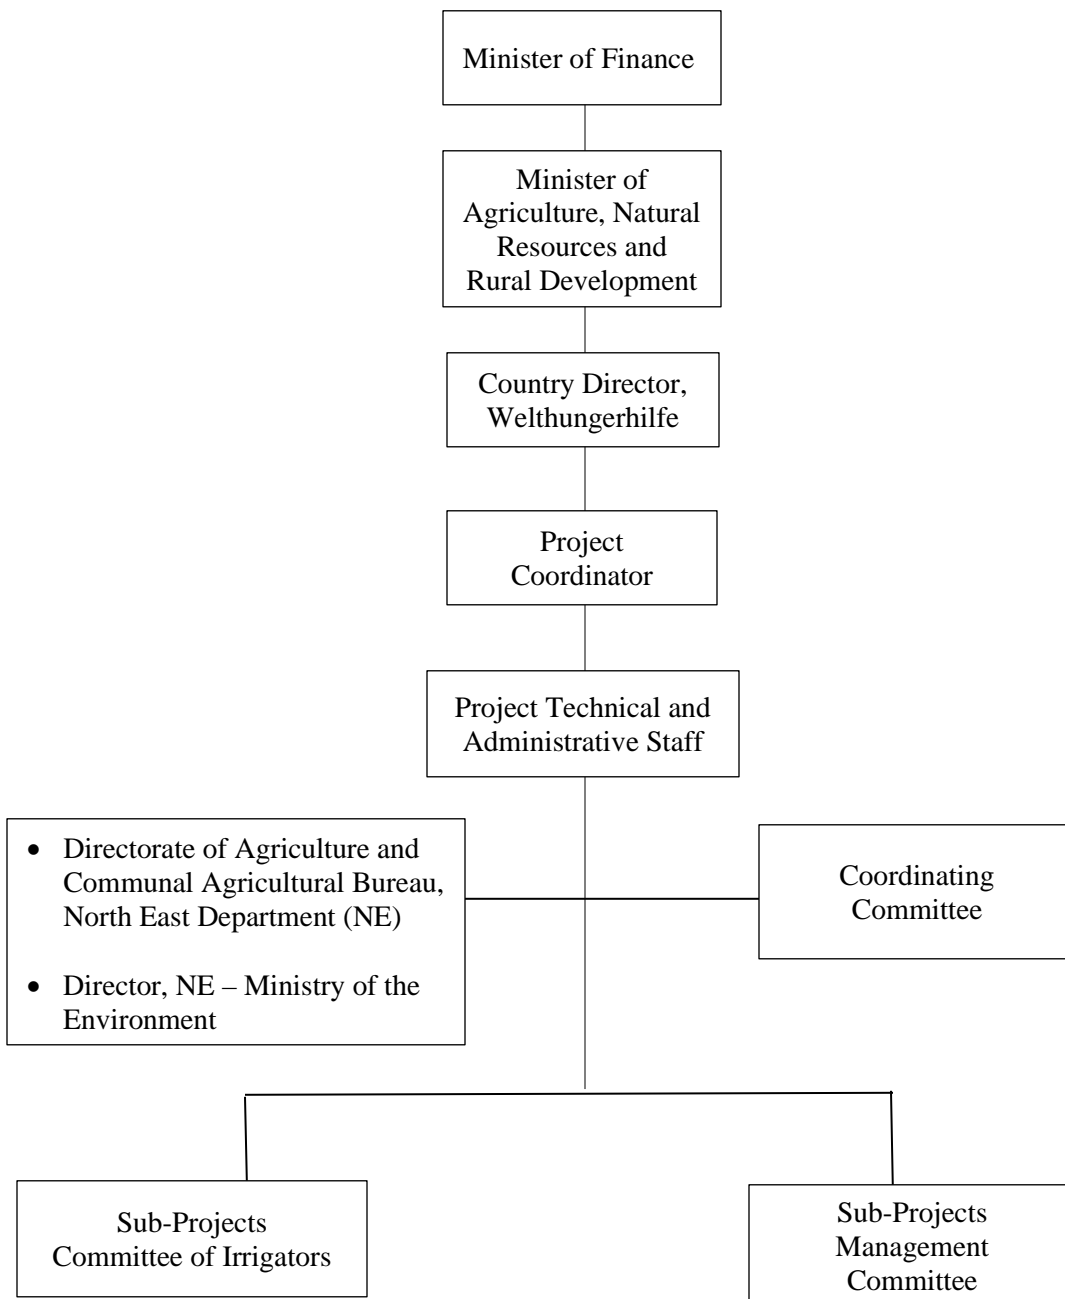 Minister of Finance
Minister of
Agriculture, Natural
Resources and
Rural Development
Country Director,
Welthungerhilfe
Project
Coordinator
Project Technical and
Administrative Staff
• Directorate of Agriculture and
Communal Agricultural Bureau,
North East Department (NE)
• Director, NE – Ministry of the
Environment
Coordinating
Committee
Sub-Projects
Committee of Irrigators
Sub-Projects
Management
Committee